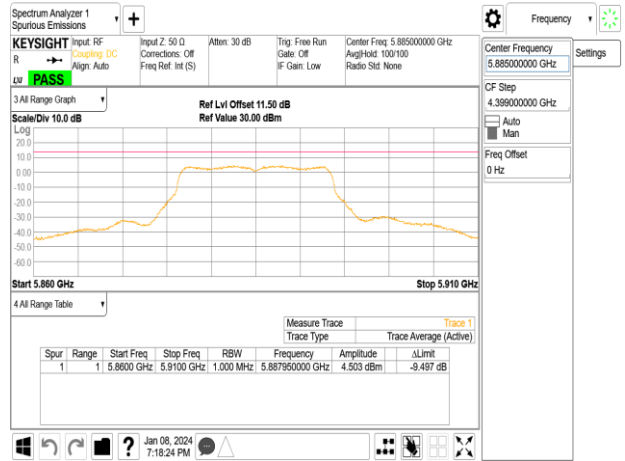 Spectrum Analyzer 1
Spurious Emissions
KEYSIGHT
R
LXI
PASS
Input: RF
Coupling: DC
Align: Auto
Input Z: 50 Ω
Corrections: Off
Freq Ref: Int (S)
Atten: 30 dB
Trig: Free Run
Gate: Off
IF Gain: Low
Center Freq: 5.885000000 GHz
Avg|Hold: 100/100
Radio Std: None
Frequency
Settings
Center Frequency
5.885000000 GHz
CF Step
4.399000000 GHz
Auto
Man
Freq Offset
0 Hz
3 All Range Graph
Scale/Div 10.0 dB
Ref Lvl Offset 11.50 dB
Ref Value 30.00 dBm
Log
20.0
10.0
0.00
-10.0
-20.0
-30.0
-40.0
-50.0
-60.0
Start 5.860 GHz
Stop 5.910 GHz
4 All Range Table
Measure Trace Trace 1
Trace Type Trace Average (Active)
Spur Range Start Freq Stop Freq RBW Frequency Amplitude ΔLimit
1 1 5.8600 GHz 5.9100 GHz 1.000 MHz 5.887950000 GHz 4.503 dBm -9.497 dB
?
Jan 08, 2024
7:18:24 PM